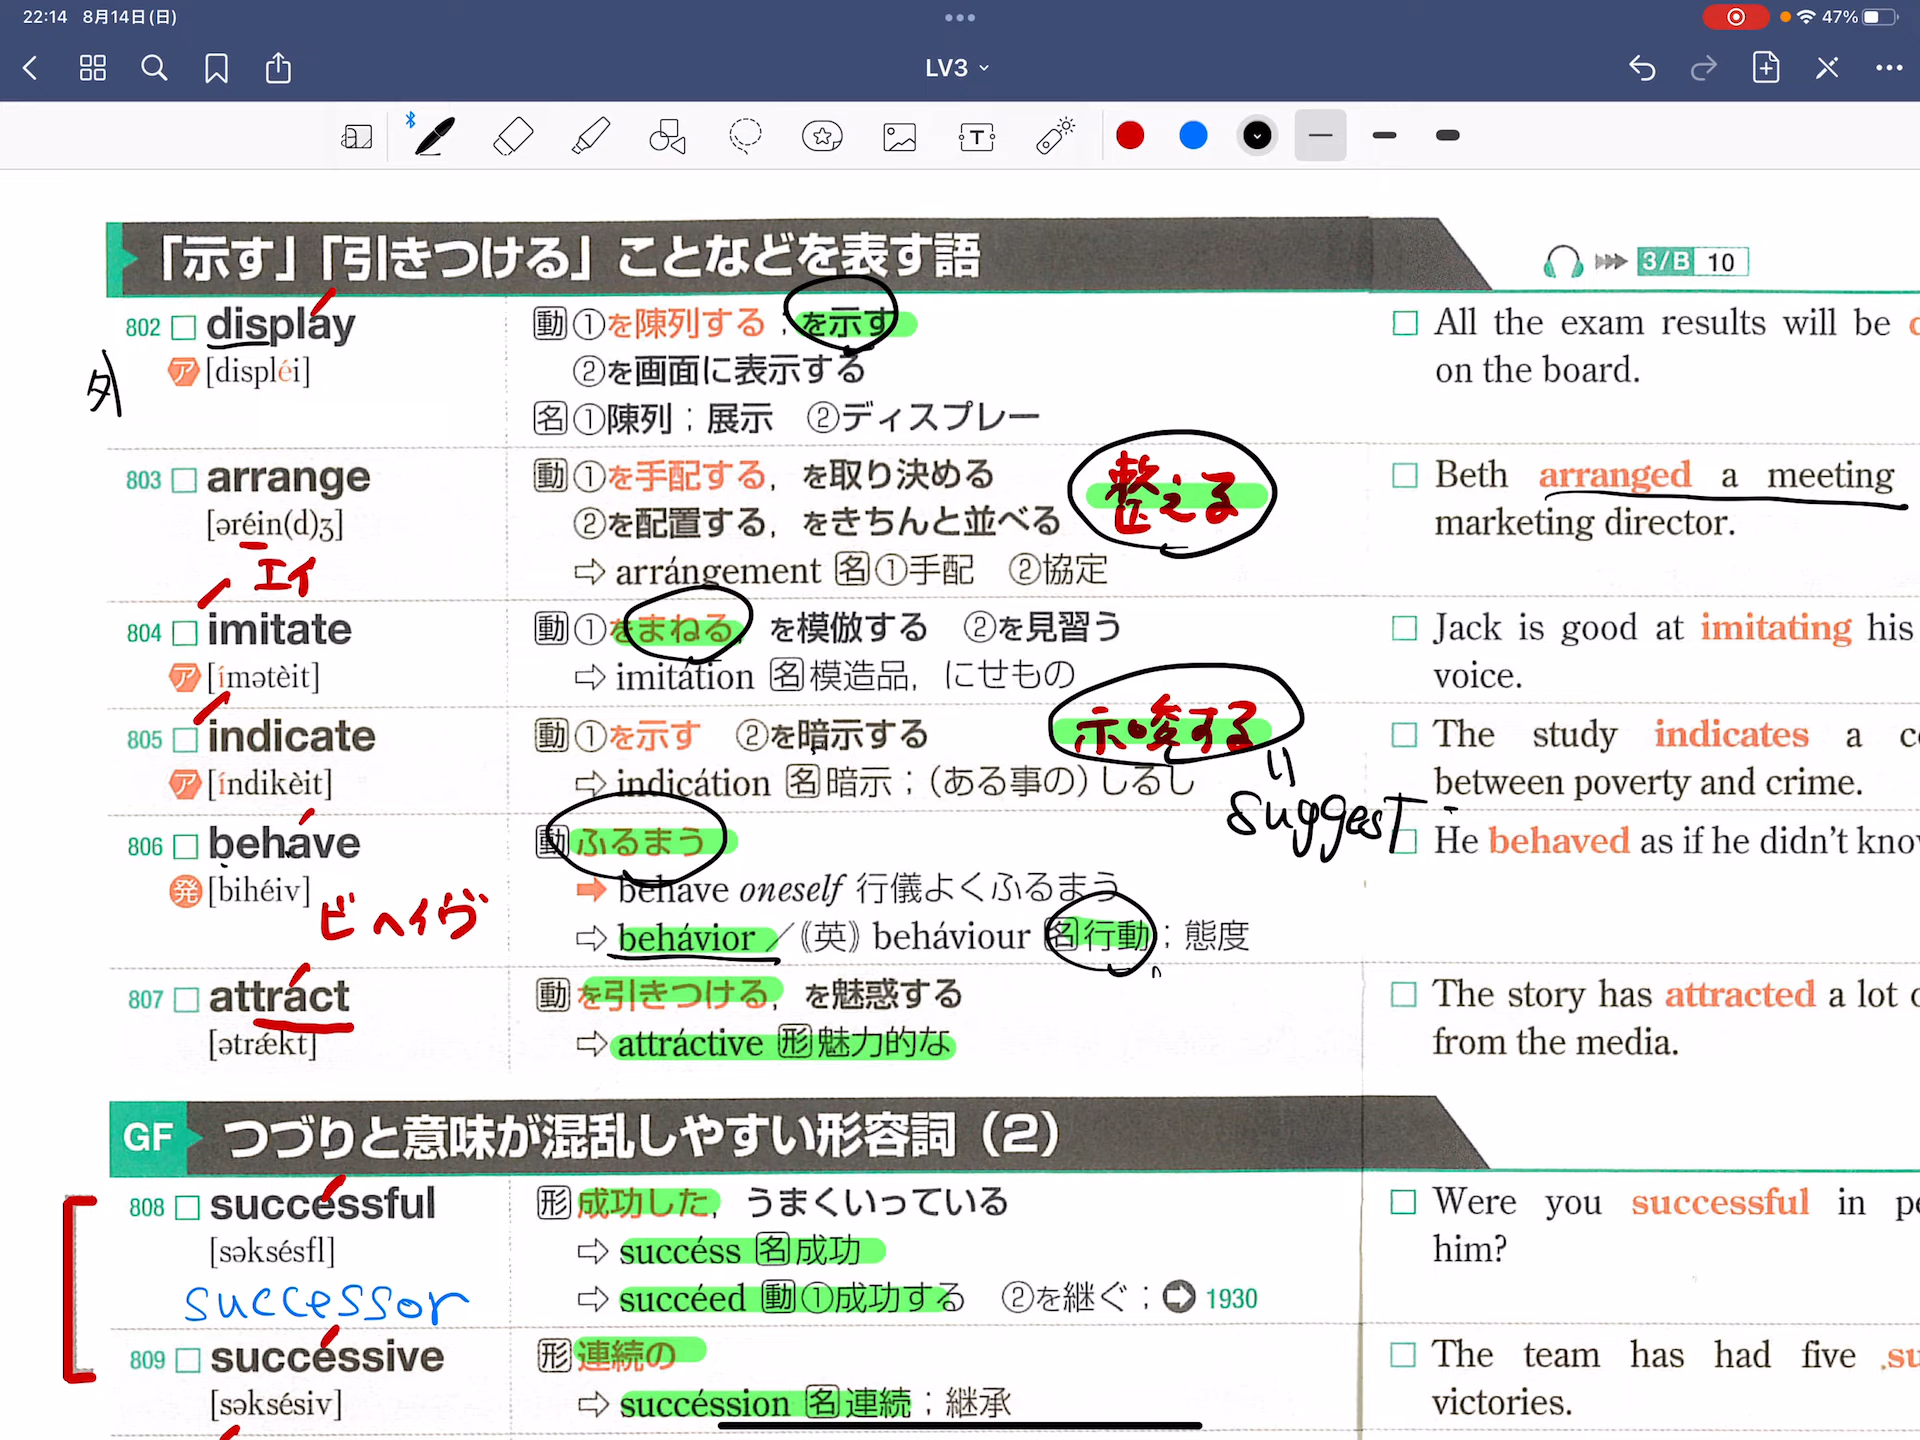 22:14 8月14日(日)
47%
LV3
「示す」「引きつける」ことなどを表す語
3/B 10
802 display
動①を陳列する；を示す
All the exam results will be
ア [displéi]
②を画面に表示する
on the board.
外
名①陳列；展示 ②ディスプレー
803 arrange
動①を手配する，を取り決める
整える
Beth arranged a meeting
[əréin(d)ʒ]
②を配置する，をきちんと並べる
marketing director.
エイ
⇨ arrángement 名①手配 ②協定
804 imitate
動①をまねる，を模倣する ②を見習う
Jack is good at imitating his
ア [ímətèit]
⇨ imitátion 名模造品，にせもの
voice.
805 indicate
動①を示す ②を暗示する
示唆する
The study indicates a
ア [índikèit]
⇨ indicátion 名暗示；（ある事の）しるし
between poverty and crime.
= suggest
806 behave
動ふるまう
He behaved as if he didn't
発 [bihéiv]
ビヘイヴ
➡ behave oneself 行儀よくふるまう
⇨ behávior／《英》beháviour 名行動；態度
807 attract
動を引きつける，を魅惑する
The story has attracted a lot
[ətrǽkt]
⇨ attráctive 形魅力的な
from the media.
GF つづりと意味が混乱しやすい形容詞（2）
808 successful
形成功した，うまくいっている
Were you successful in
[səksésfl]
⇨ succéss 名成功
him?
successor
⇨ succéed 動①成功する ②を継ぐ；➲ 1930
809 successive
形連続の
The team has had five
[səksésiv]
⇨ succéssion 名連続；継承
victories.